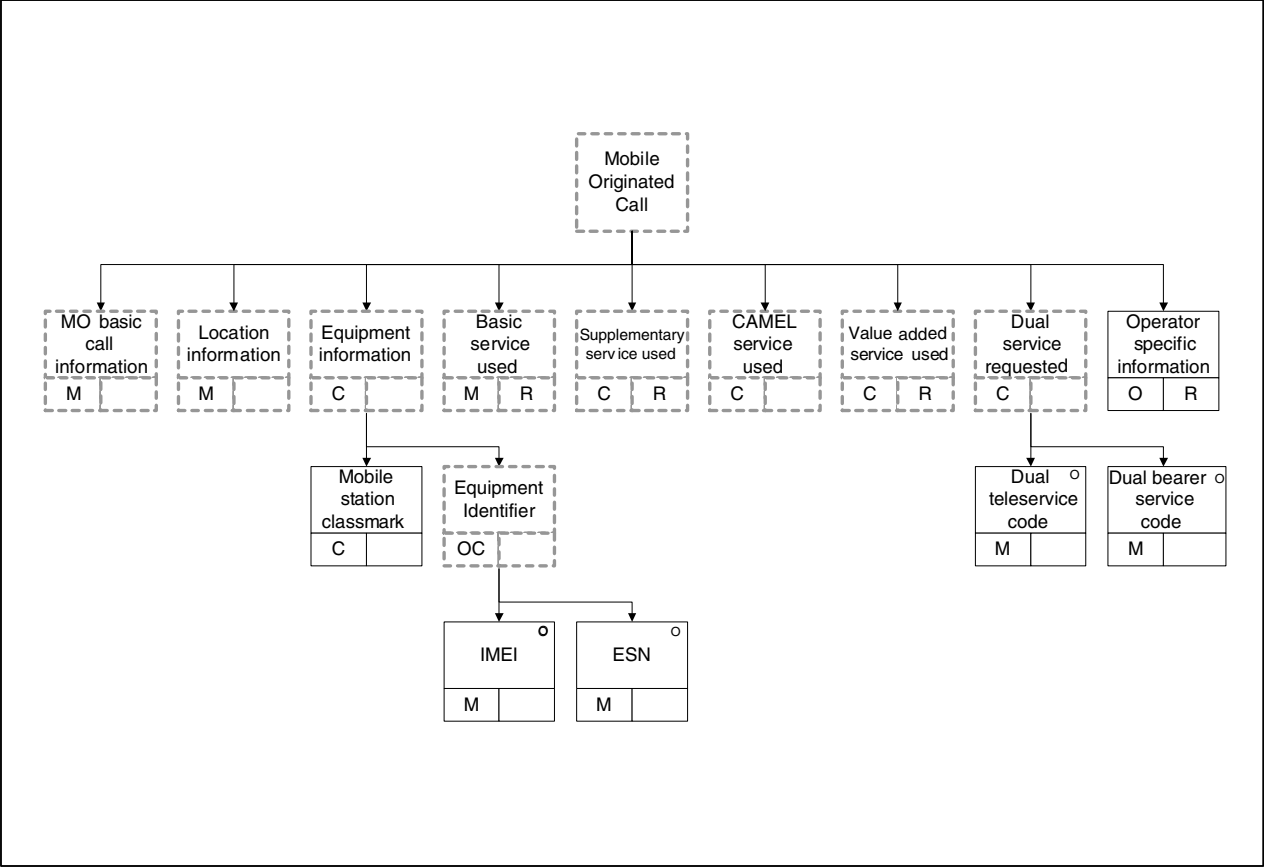 Mobile
Originated
Call
MO basic
call
information
M
Location
information
M
Equipment
information
C
Basic
service
used
M R
Supplementary
service used
C R
CAMEL
service
used
C
Value added
service used
C R
Dual
service
requested
C
Operator
specific
information
O R
Mobile
station
classmark
C
Equipment
Identifier
OC
Dual O
teleservice
code
M
Dual bearer O
service
code
M
O
IMEI
M
O
ESN
M